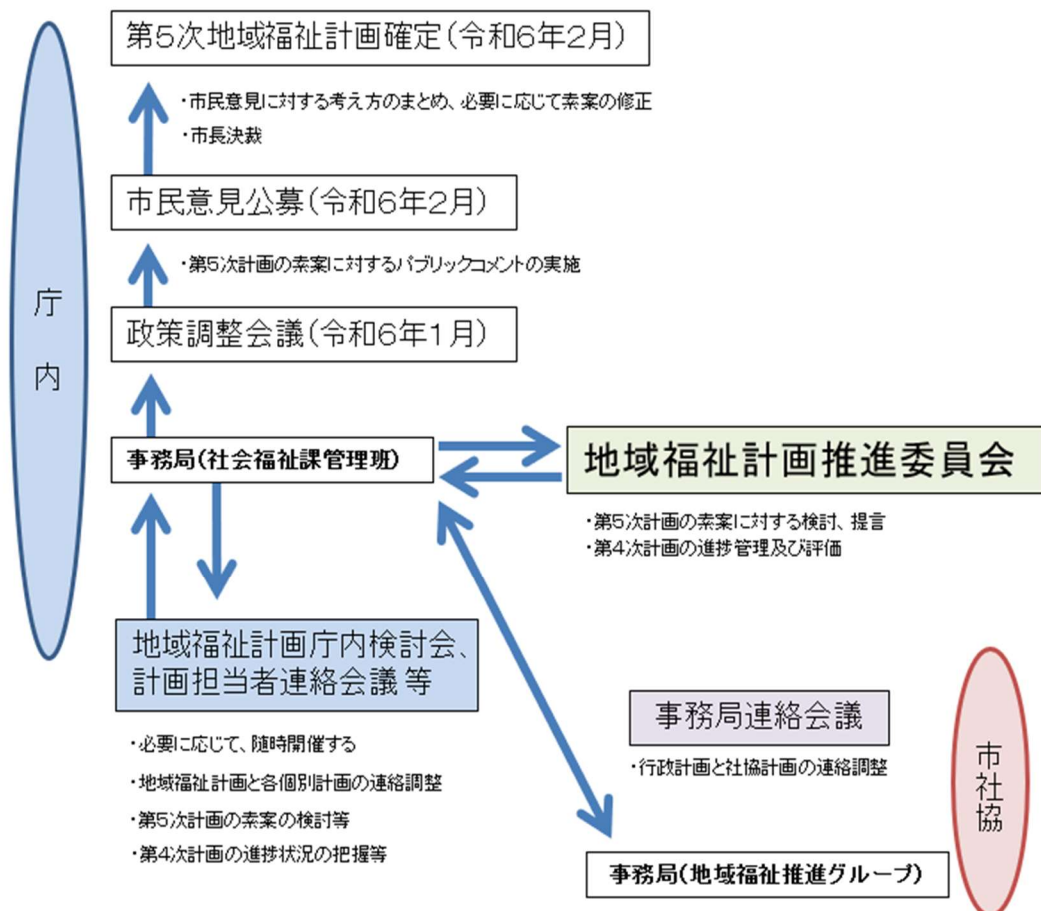 第5次地域福祉計画確定(令和6年2月)
・市民意見に対する考え方のまとめ、必要に応じて素案の修正
・市長決裁
市民意見公募(令和6年2月)
・第5次計画の素案に対するパブリックコメントの実施
庁内
政策調整会議(令和6年1月)
事務局(社会福祉課管理班)
地域福祉計画推進委員会
・第5次計画の素案に対する検討、提言
・第4次計画の進捗管理及び評価
地域福祉計画庁内検討会、
計画担当者連絡会議等
・必要に応じて、随時開催する
・地域福祉計画と各個別計画の連絡調整
・第5次計画の素案の検討等
・第4次計画の進捗状況の把握等
事務局連絡会議
・行政計画と社協計画の連絡調整
市社協
事務局(地域福祉推進グループ)